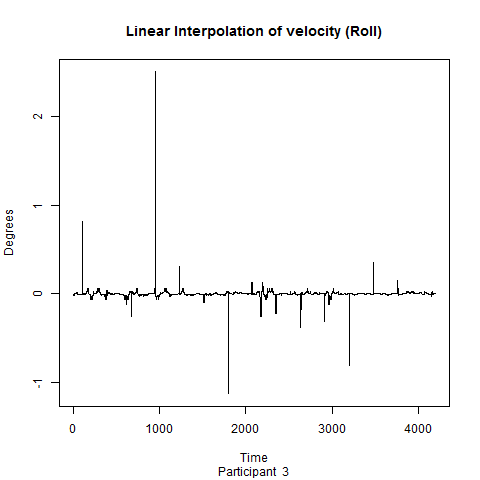 Linear Interpolation of velocity (Roll)
2
1
0
-1
Degrees
0 1000 2000 3000 4000
Time
Participant 3